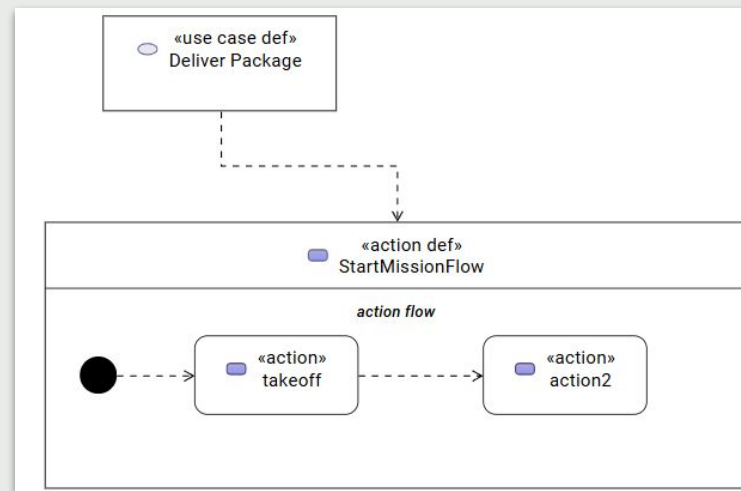 «use case def»
Deliver Package
«action def»
StartMissionFlow
action flow
«action»
takeoff
«action»
action2